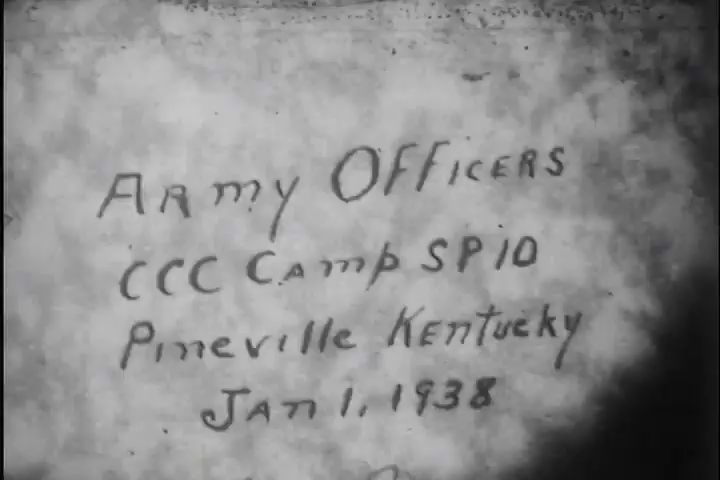 Army Officers
CCC Camp SP10
Pineville Kentucky
Jan 1, 1938